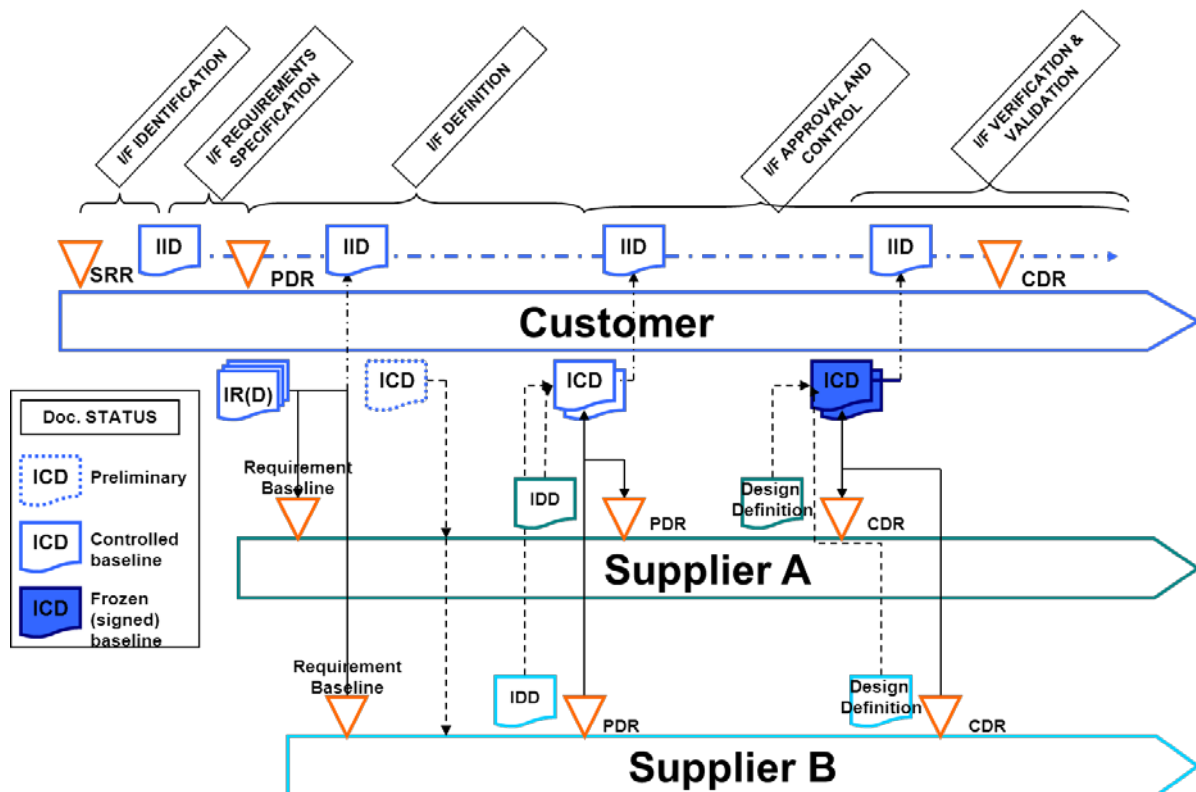 I/F IDENTIFICATION
I/F REQUIREMENTS
SPECIFICATION
I/F DEFINITION
I/F APPROVAL AND
CONTROL
I/F VERIFICATION &
VALIDATION
IID
IID
IID
IID
SRR
PDR
CDR
Customer
IR(D)
ICD
ICD
ICD
Doc. STATUS
ICD
Preliminary
ICD
Controlled
baseline
ICD
Frozen
(signed)
baseline
Requirement
Baseline
IDD
PDR
Design
Definition
CDR
Supplier A
Requirement
Baseline
IDD
PDR
Design
Definition
CDR
Supplier B